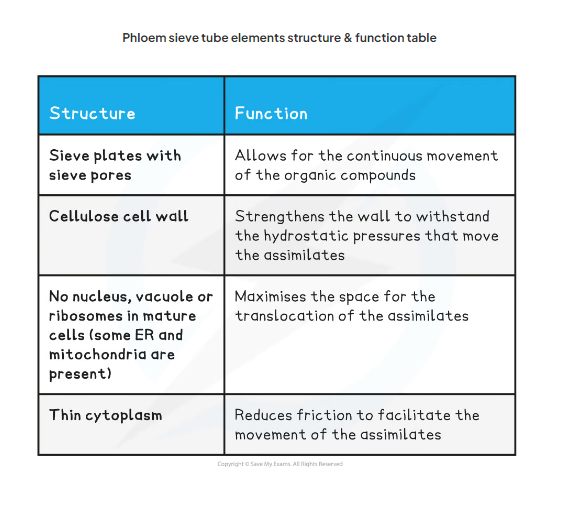 Phloem sieve tube elements structure & function table
Structure
Function
Sieve plates with
sieve pores
Allows for the continuous movement
of the organic compounds
Cellulose cell wall
Strengthens the wall to withstand
the hydrostatic pressures that move
the assimilates
No nucleus, vacuole or
ribosomes in mature
cells (some ER and
mitochondria are
present)
Maximises the space for the
translocation of the assimilates
Thin cytoplasm
Reduces friction to facilitate the
movement of the assimilates
Copyright © Save My Exams. All Rights Reserved